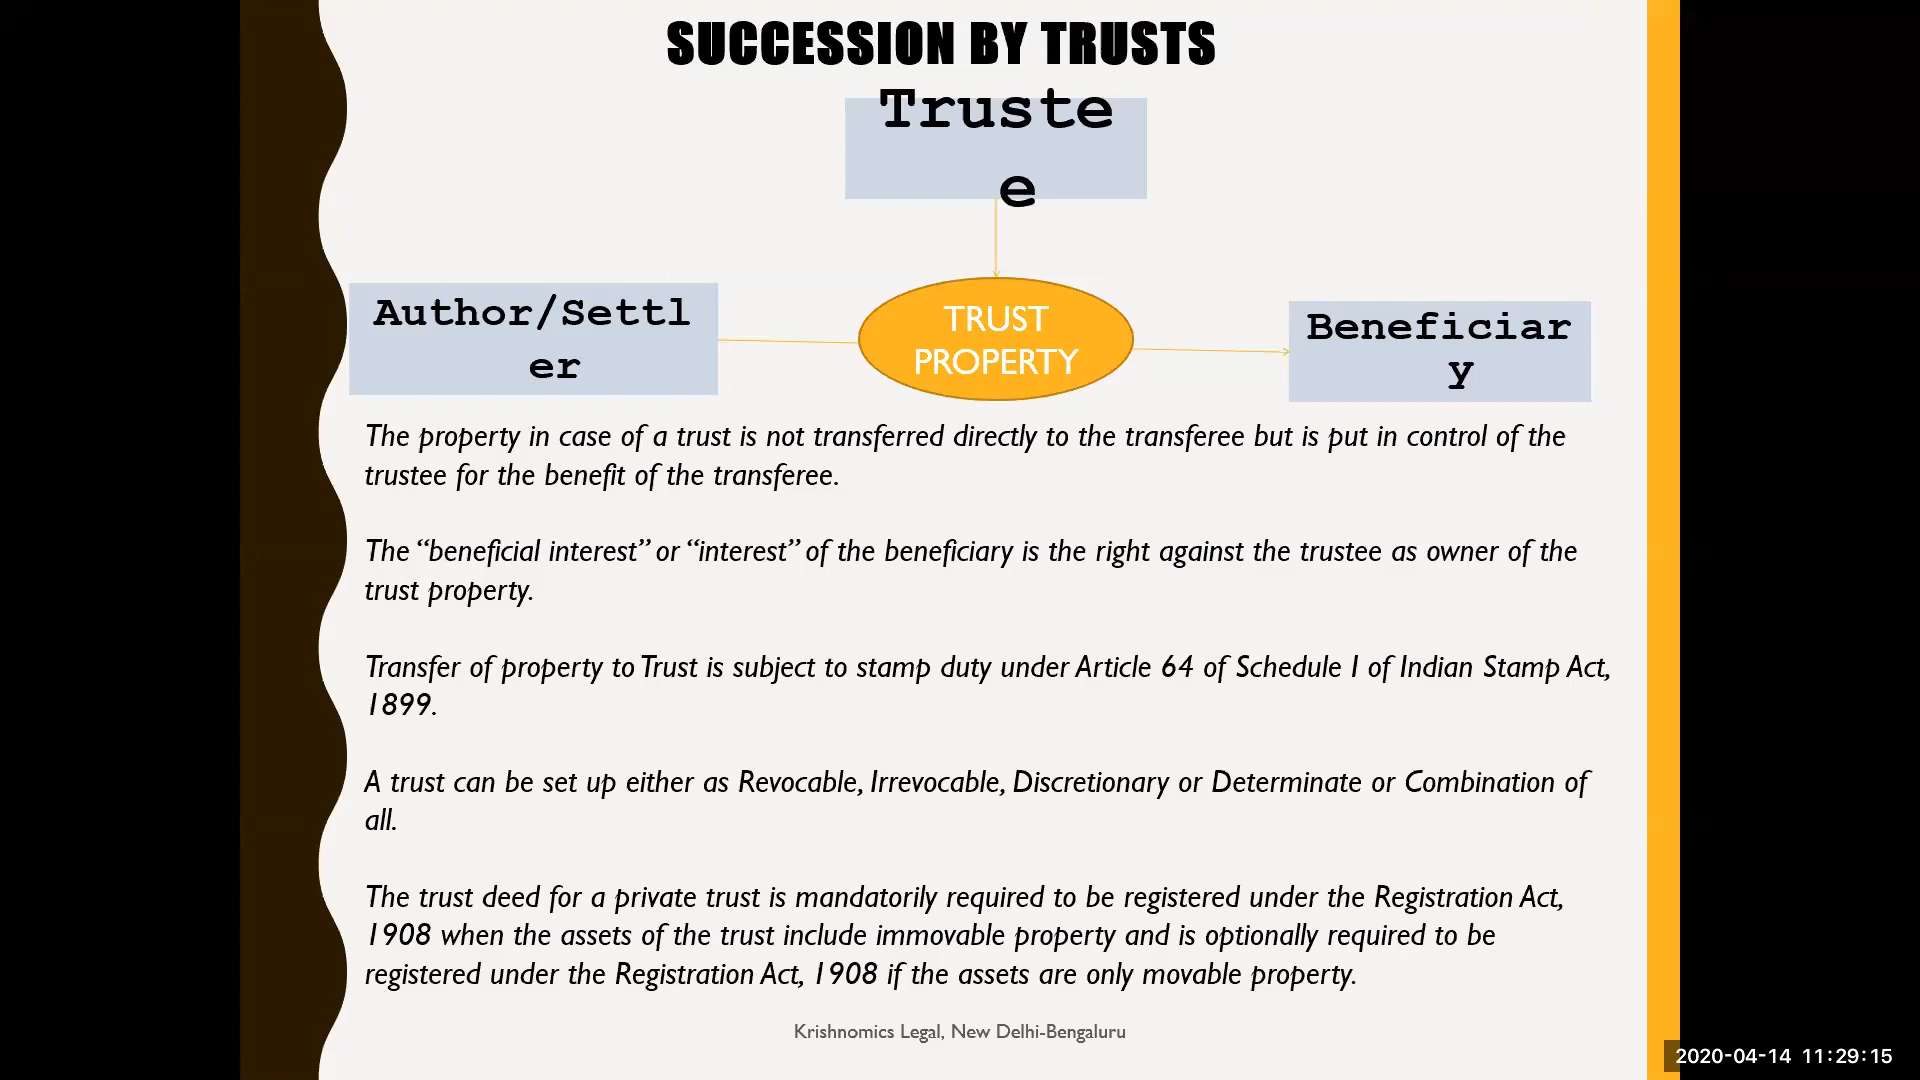 SUCCESSION BY TRUSTS
Truste
e
Author/Settl
er
TRUST
PROPERTY
Beneficiar
y
The property in case of a trust is not transferred directly to the transferee but is put in control of the
trustee for the benefit of the transferee.
The “beneficial interest” or “interest” of the beneficiary is the right against the trustee as owner of the
trust property.
Transfer of property to Trust is subject to stamp duty under Article 64 of Schedule I of Indian Stamp Act,
1899.
A trust can be set up either as Revocable, Irrevocable, Discretionary or Determinate or Combination of
all.
The trust deed for a private trust is mandatorily required to be registered under the Registration Act,
1908 when the assets of the trust include immovable property and is optionally required to be
registered under the Registration Act, 1908 if the assets are only movable property.
Krishnomics Legal, New Delhi-Bengaluru
2020-04-14 11:29:15